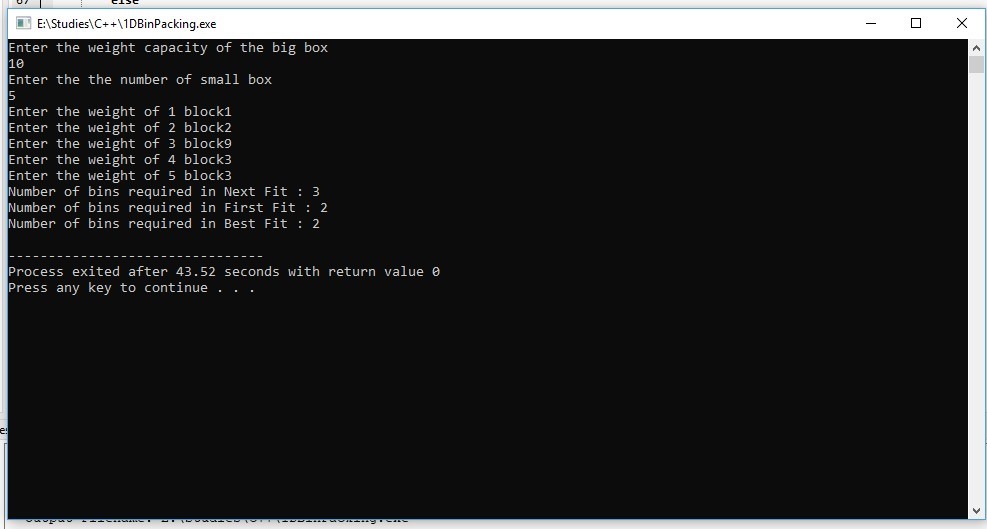 67
else
E:\Studies\C++\1DBinPacking.exe
Enter the weight capacity of the big box
10
Enter the the number of small box
5
Enter the weight of 1 block1
Enter the weight of 2 block2
Enter the weight of 3 block9
Enter the weight of 4 block3
Enter the weight of 5 block3
Number of bins required in Next Fit : 3
Number of bins required in First Fit : 2
Number of bins required in Best Fit : 2
--------------------------------
Process exited after 43.52 seconds with return value 0
Press any key to continue . . .